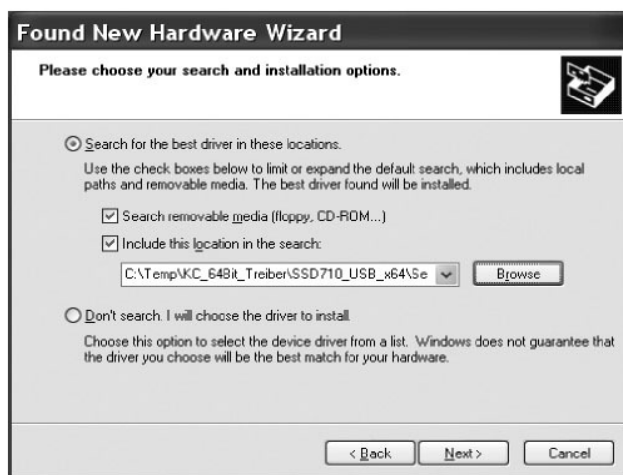 Found New Hardware Wizard
Please choose your search and installation options.
Search for the best driver in these locations.
Use the check boxes below to limit or expand the default search, which includes local
paths and removable media. The best driver found will be installed.
Search removable media (floppy, CD-ROM...)
Include this location in the search:
C:\Temp\KC_64Bit_Treiber\SSD710_USB_x64\Se
Browse
Don't search. I will choose the driver to install.
Choose this option to select the device driver from a list. Windows does not guarantee that
the driver you choose will be the best match for your hardware.
< Back
Next >
Cancel